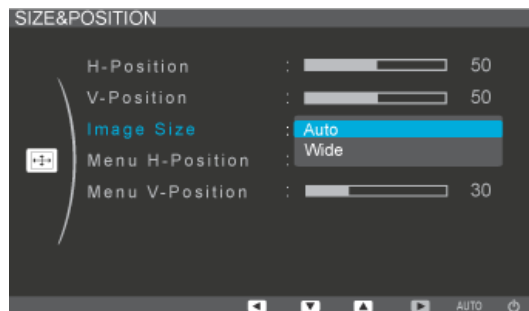 SIZE&POSITION
H-Position : 50
V-Position : 50
Image Size : Auto
Wide
Menu H-Position :
Menu V-Position : 30
AUTO